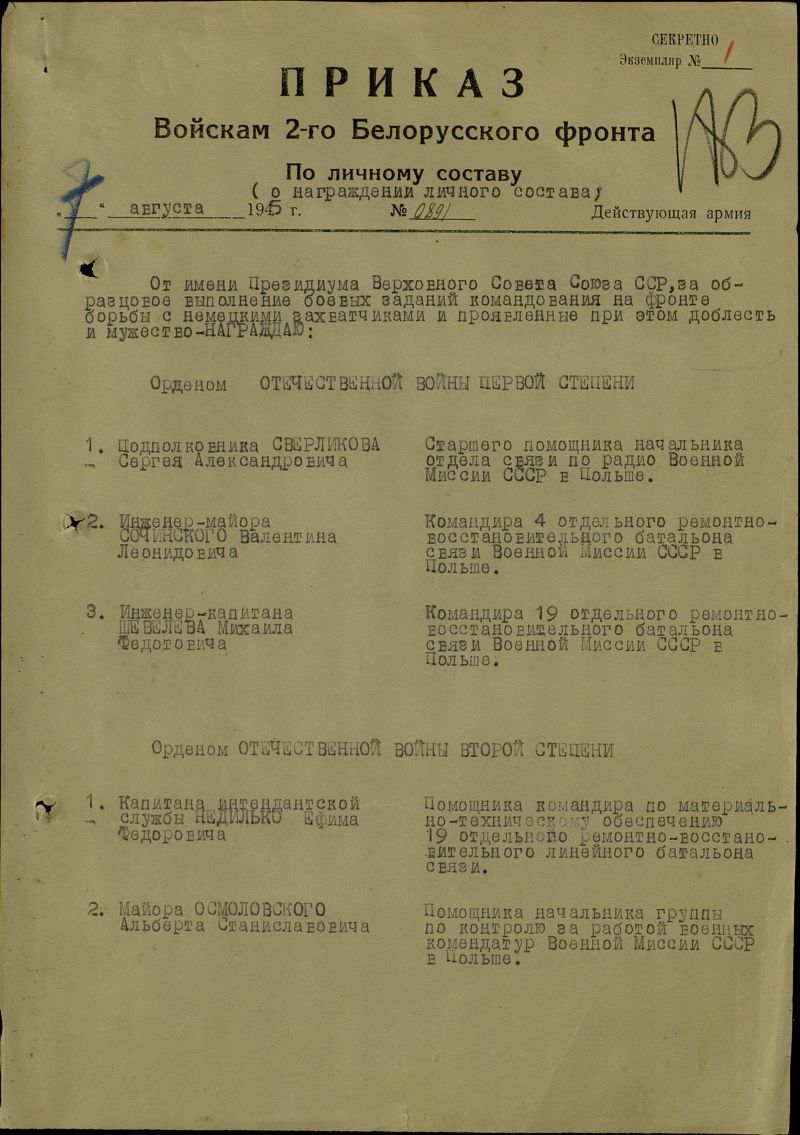 СЕКРЕТНО
Экземпляр № 1
ПРИКАЗ
Войскам 2-го Белорусского фронта
По личному составу
( о награждении личного состава)
„ 7 “ августа 1945 г. № 0891 Действующая армия
От имени Президиума Верховного Совета Союза ССР,за об-
разцовое выполнение боевых заданий командования на фронте
борьбы с немецкими захватчиками и проявленные при этом доблесть
и мужество-НАГРАЖДАЮ:
Орденом ОТЕЧЕСТВЕННОЙ ВОЙНЫ ПЕРВОЙ СТЕПЕНИ
1. Подполковника СВЕРЛИКОВА
Сергея Александровича
Старшего помощника начальника
отдела связи по радио Военной
Миссии СССР в Польше.
2. Инженер-майора
СОЧИНСКОГО Валентина
Леонидовича
Командира 4 отдельного ремонтно-
восстановительного батальона
связи Военной Миссии СССР в
Польше.
3. Инженер-капитана
ШЕВЕЛЕВА Михаила
Федотовича
Командира 19 отдельного ремонтно-
восстановительного батальона
связи Военной Миссии СССР в
Польше.
Орденом ОТЕЧЕСТВЕННОЙ ВОЙНЫ ВТОРОЙ СТЕПЕНИ
1. Капитана интендантской
службы НЕДИЛЬКО Ефима
Федоровича
Помощника командира по материаль-
но-техническому обеспечению
19 отдельного ремонтно-восстано-
вительного линейного батальона
связи.
2. Майора ОСМОЛОВСКОГО
Альберта Станиславовича
Помощника начальника группы
по контролю за работой военных
комендатур Военной Миссии СССР
в Польше.